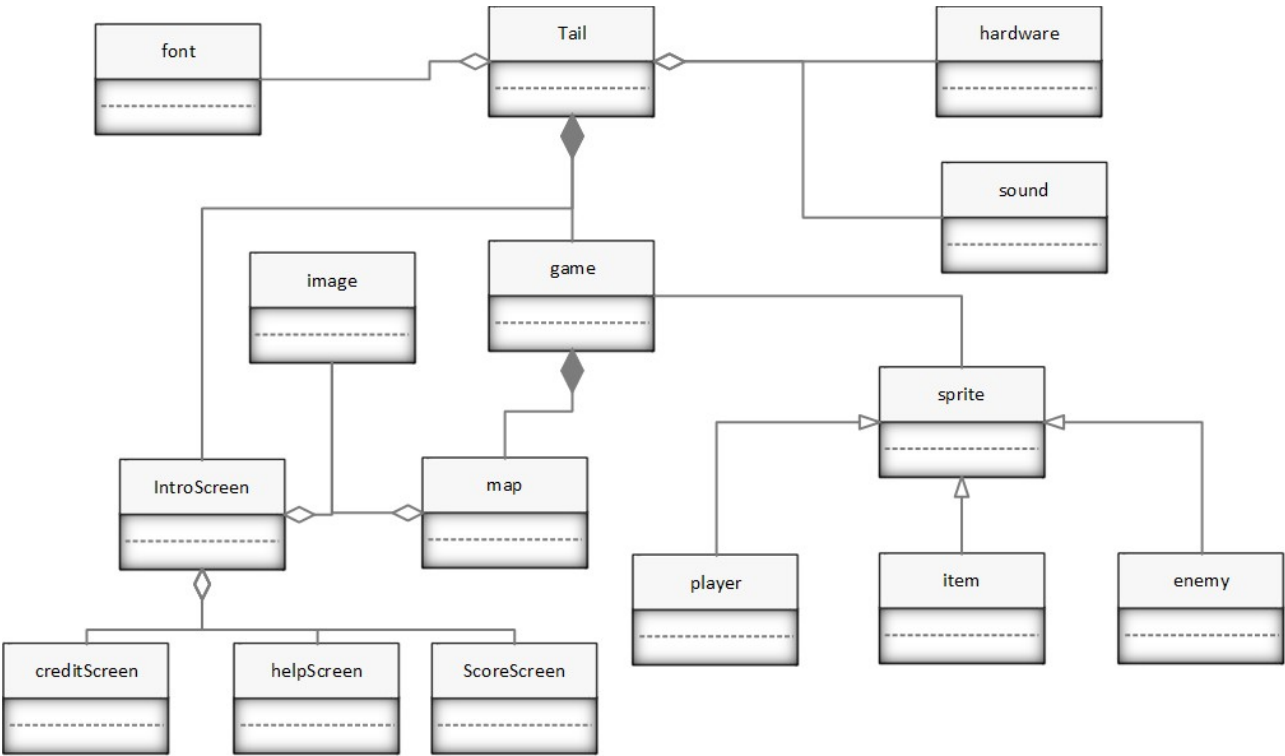 font
Tail
hardware
sound
image
game
sprite
IntroScreen
map
player
item
enemy
creditScreen
helpScreen
ScoreScreen